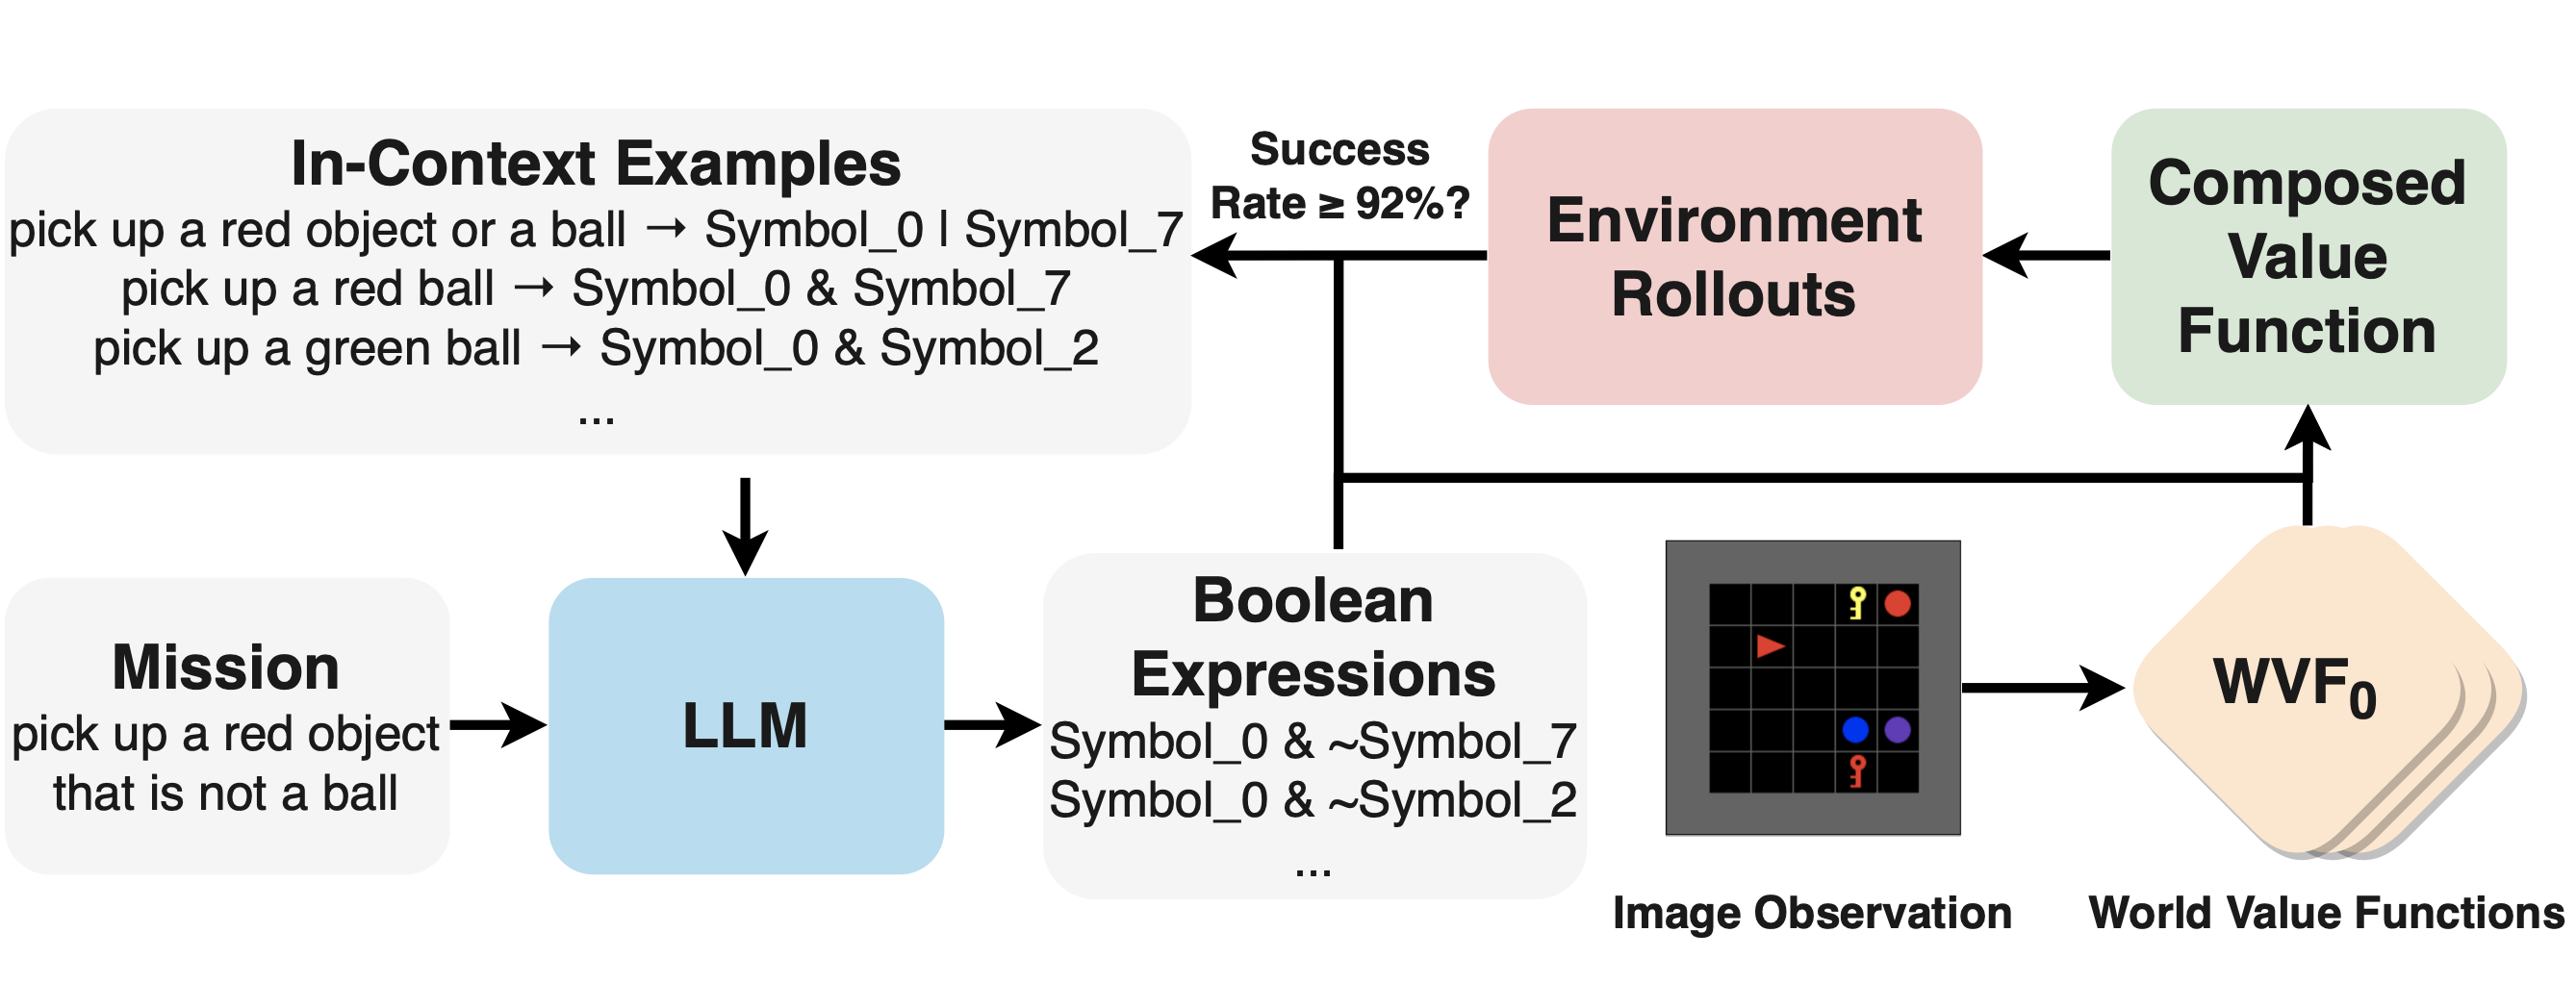 In-Context Examples
pick up a red object or a ball → Symbol_0 | Symbol_7
pick up a red ball → Symbol_0 & Symbol_7
pick up a green ball → Symbol_0 & Symbol_2
...
Success
Rate ≥ 92%?
Environment
Rollouts
Composed
Value
Function
Mission
pick up a red object
that is not a ball
LLM
Boolean
Expressions
Symbol_0 & ~Symbol_7
Symbol_0 & ~Symbol_2
...
Image Observation
WVF0
World Value Functions